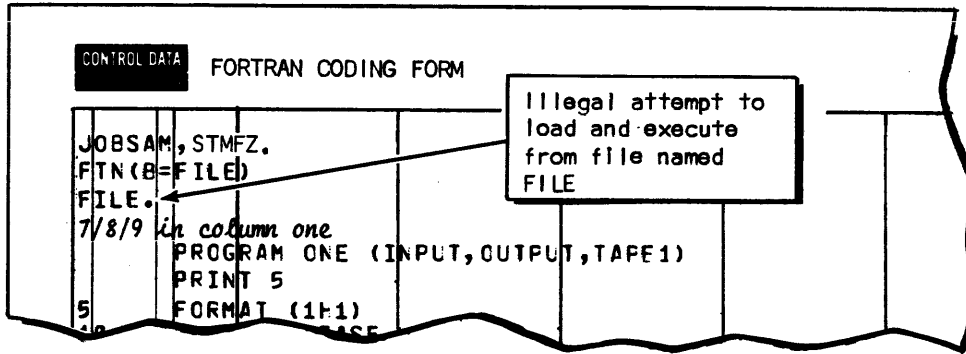 CONTROL DATA
FORTRAN CODING FORM
Illegal attempt to
load and execute
from file named
FILE
JOBSAM,STMFZ.
FTN(B=FILE)
FILE.
7/8/9 in column one
PROGRAM ONE (INPUT,OUTPUT,TAPE1)
PRINT 5
5 FORMAT (1H1)